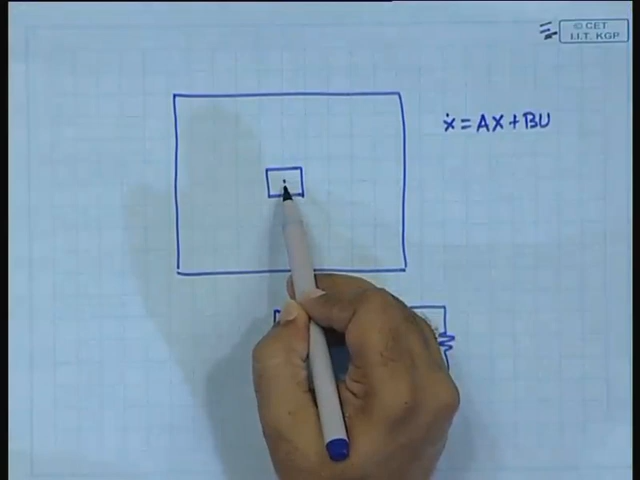 © CET
I.I.T. KGP
ẋ = AX + BU